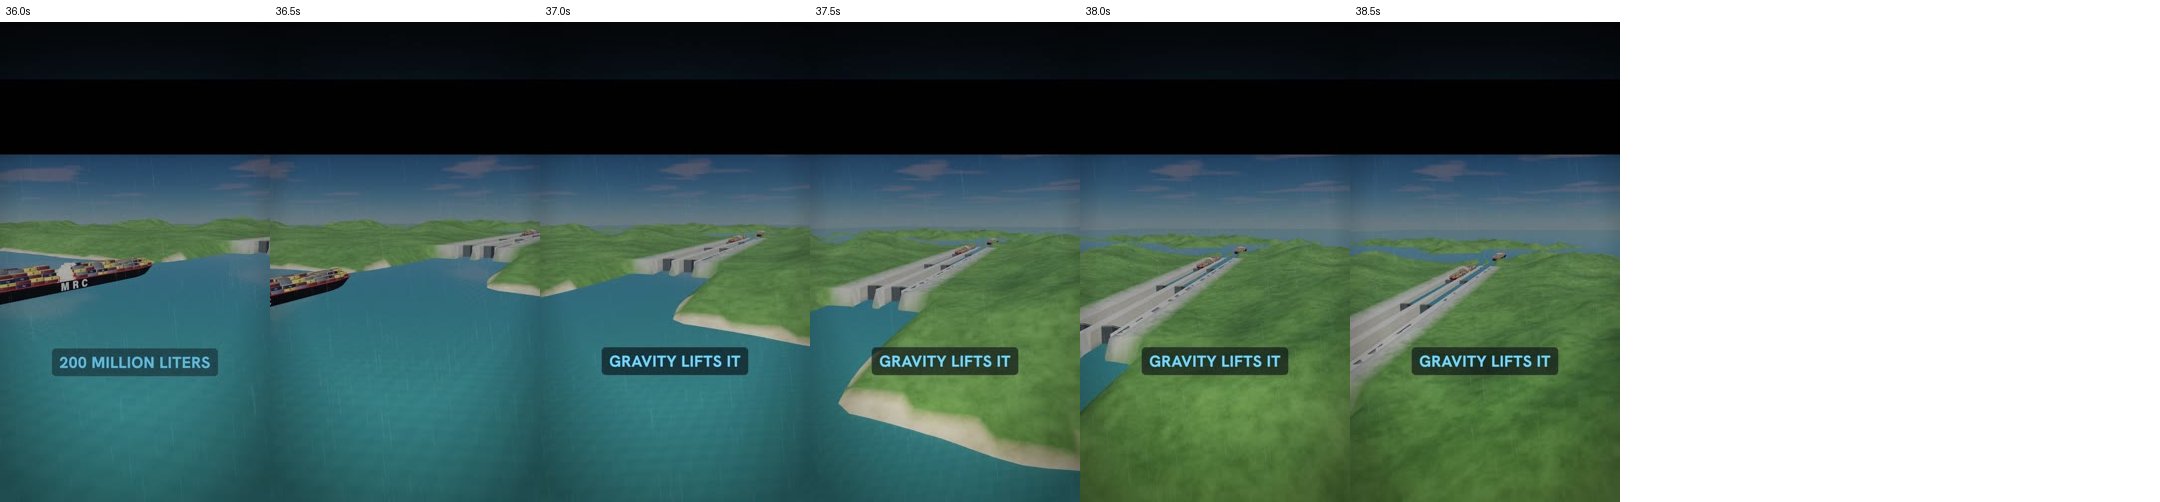 36.0s
36.5s
37.0s
37.5s
38.0s
38.5s
MRC
200 MILLION LITERS
GRAVITY LIFTS IT
GRAVITY LIFTS IT
GRAVITY LIFTS IT
GRAVITY LIFTS IT